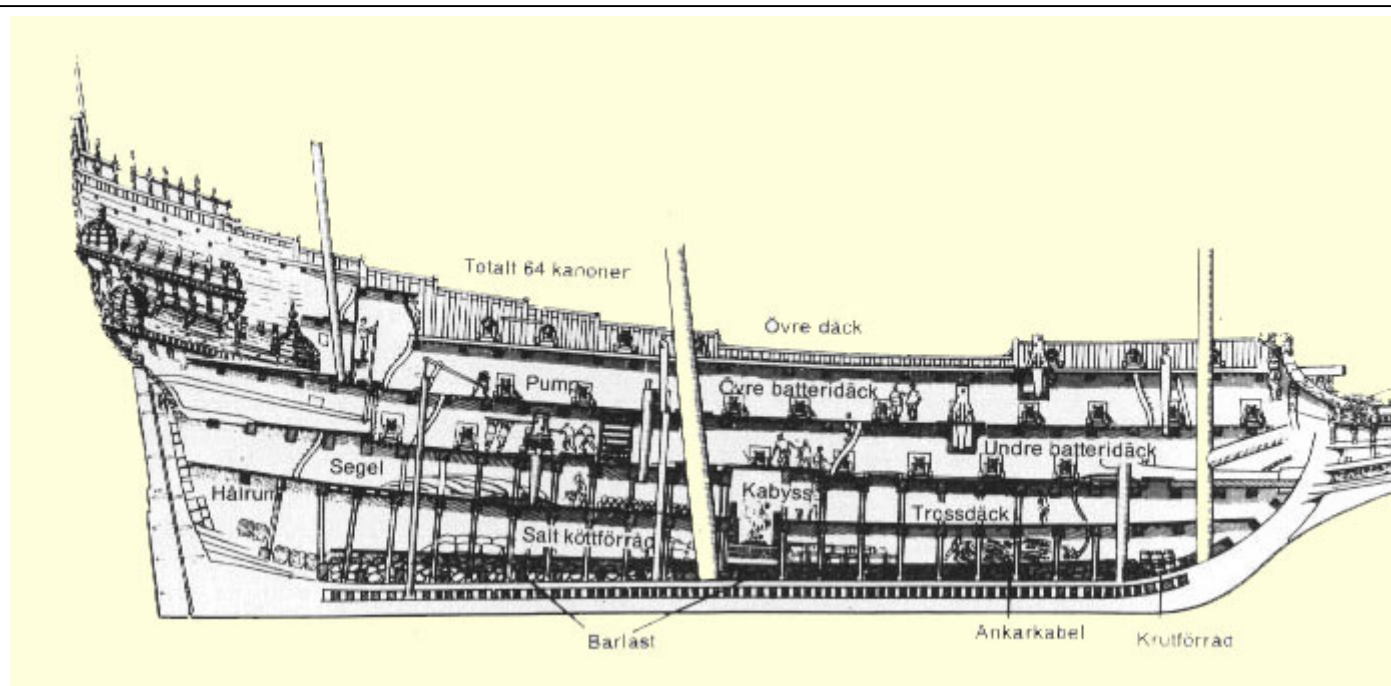 Totalt 64 kanoner
Övre däck
Pump
Övre batteridäck
Undre batteridäck
Segel
Hålrum
Kabyss
Trossdäck
Salt köttförråd
Barlast
Ankarkabel
Krutförråd